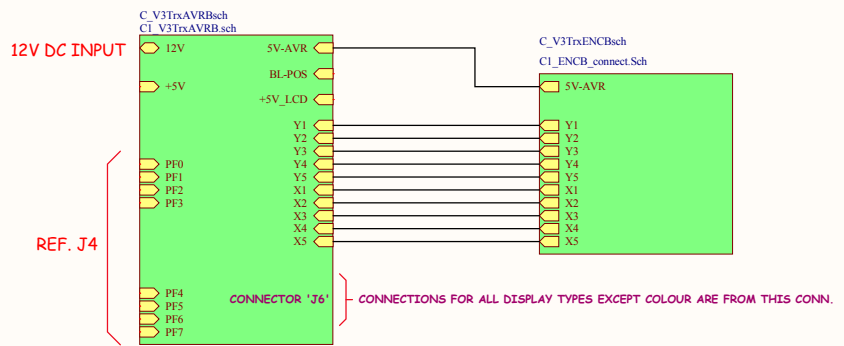 C_V3TrxAVRBsch
C1_V3TrxAVRB.sch
12V DC INPUT
12V
5V-AVR
BL-POS
+5V
+5V_LCD
Y1
Y2
Y3
Y4
Y5
X1
X2
X3
X4
X5
PF0
PF1
PF2
PF3
REF. J4
PF4
PF5
PF6
PF7
CONNECTOR 'J6'
CONNECTIONS FOR ALL DISPLAY TYPES EXCEPT COLOUR ARE FROM THIS CONN.
C_V3TrxENCBsch
C1_ENCB_connect.Sch
5V-AVR
Y1
Y2
Y3
Y4
Y5
X1
X2
X3
X4
X5